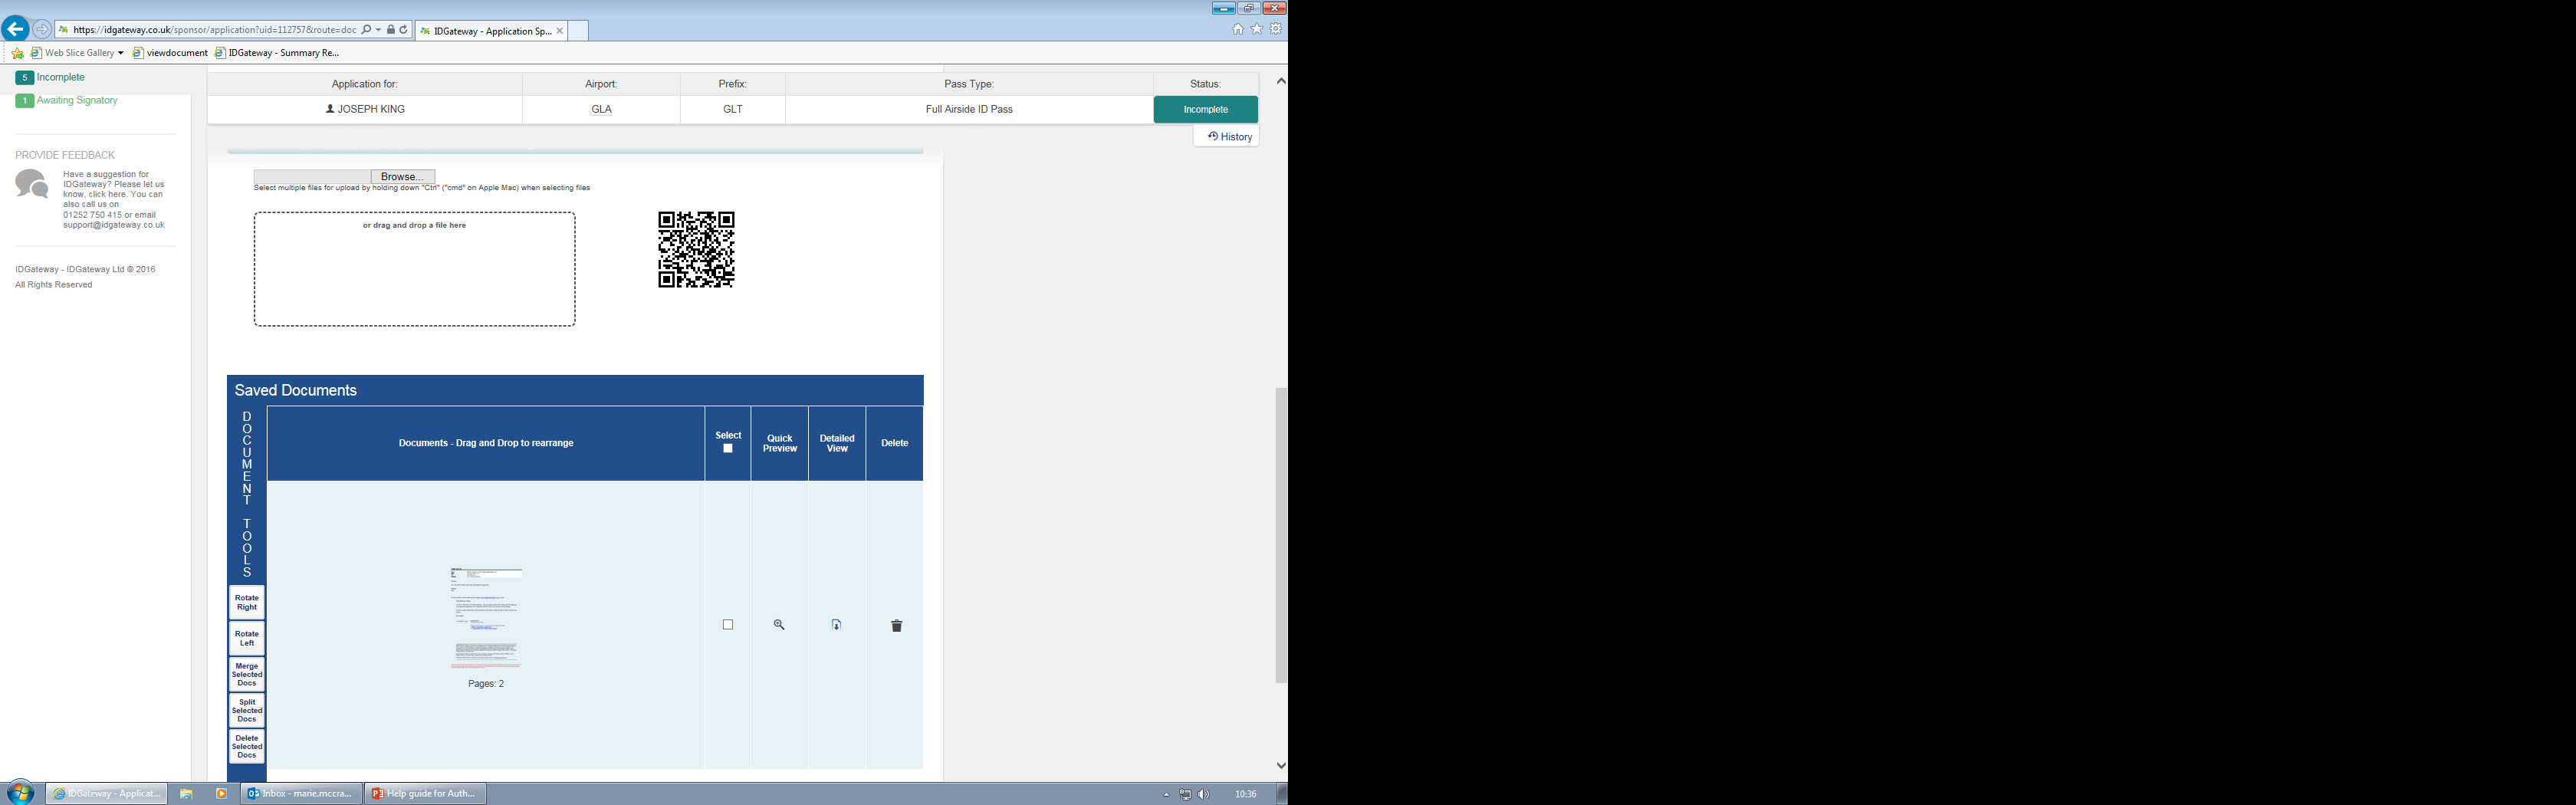 https://idgateway.co.uk/sponsor/application?uid=112757&route=doc
IDGateway - Application Sp...
Web Slice Gallery
viewdocument
IDGateway - Summary Re...
5 Incomplete
1 Awaiting Signatory
PROVIDE FEEDBACK
Have a suggestion for
IDGateway? Please let us
know, click here. You can
also call us on
01252 750 415 or email
support@idgateway.co.uk
IDGateway - IDGateway Ltd © 2016
All Rights Reserved
Application for: Airport: Prefix: Pass Type: Status:
JOSEPH KING GLA GLT Full Airside ID Pass Incomplete
History
Browse...
Select multiple files for upload by holding down "Ctrl" ("cmd" on Apple Mac) when selecting files
or drag and drop a file here
Saved Documents
DOCUMENT TOOLS
Documents - Drag and Drop to rearrange
Select
Quick
Preview
Detailed
View
Delete
Pages: 2
Rotate
Right
Rotate
Left
Merge
Selected
Docs
Split
Selected
Docs
Delete
Selected
Docs
IDGateway - Applicat...
Inbox - marie.mccra...
Help guide for Auth...
10:36